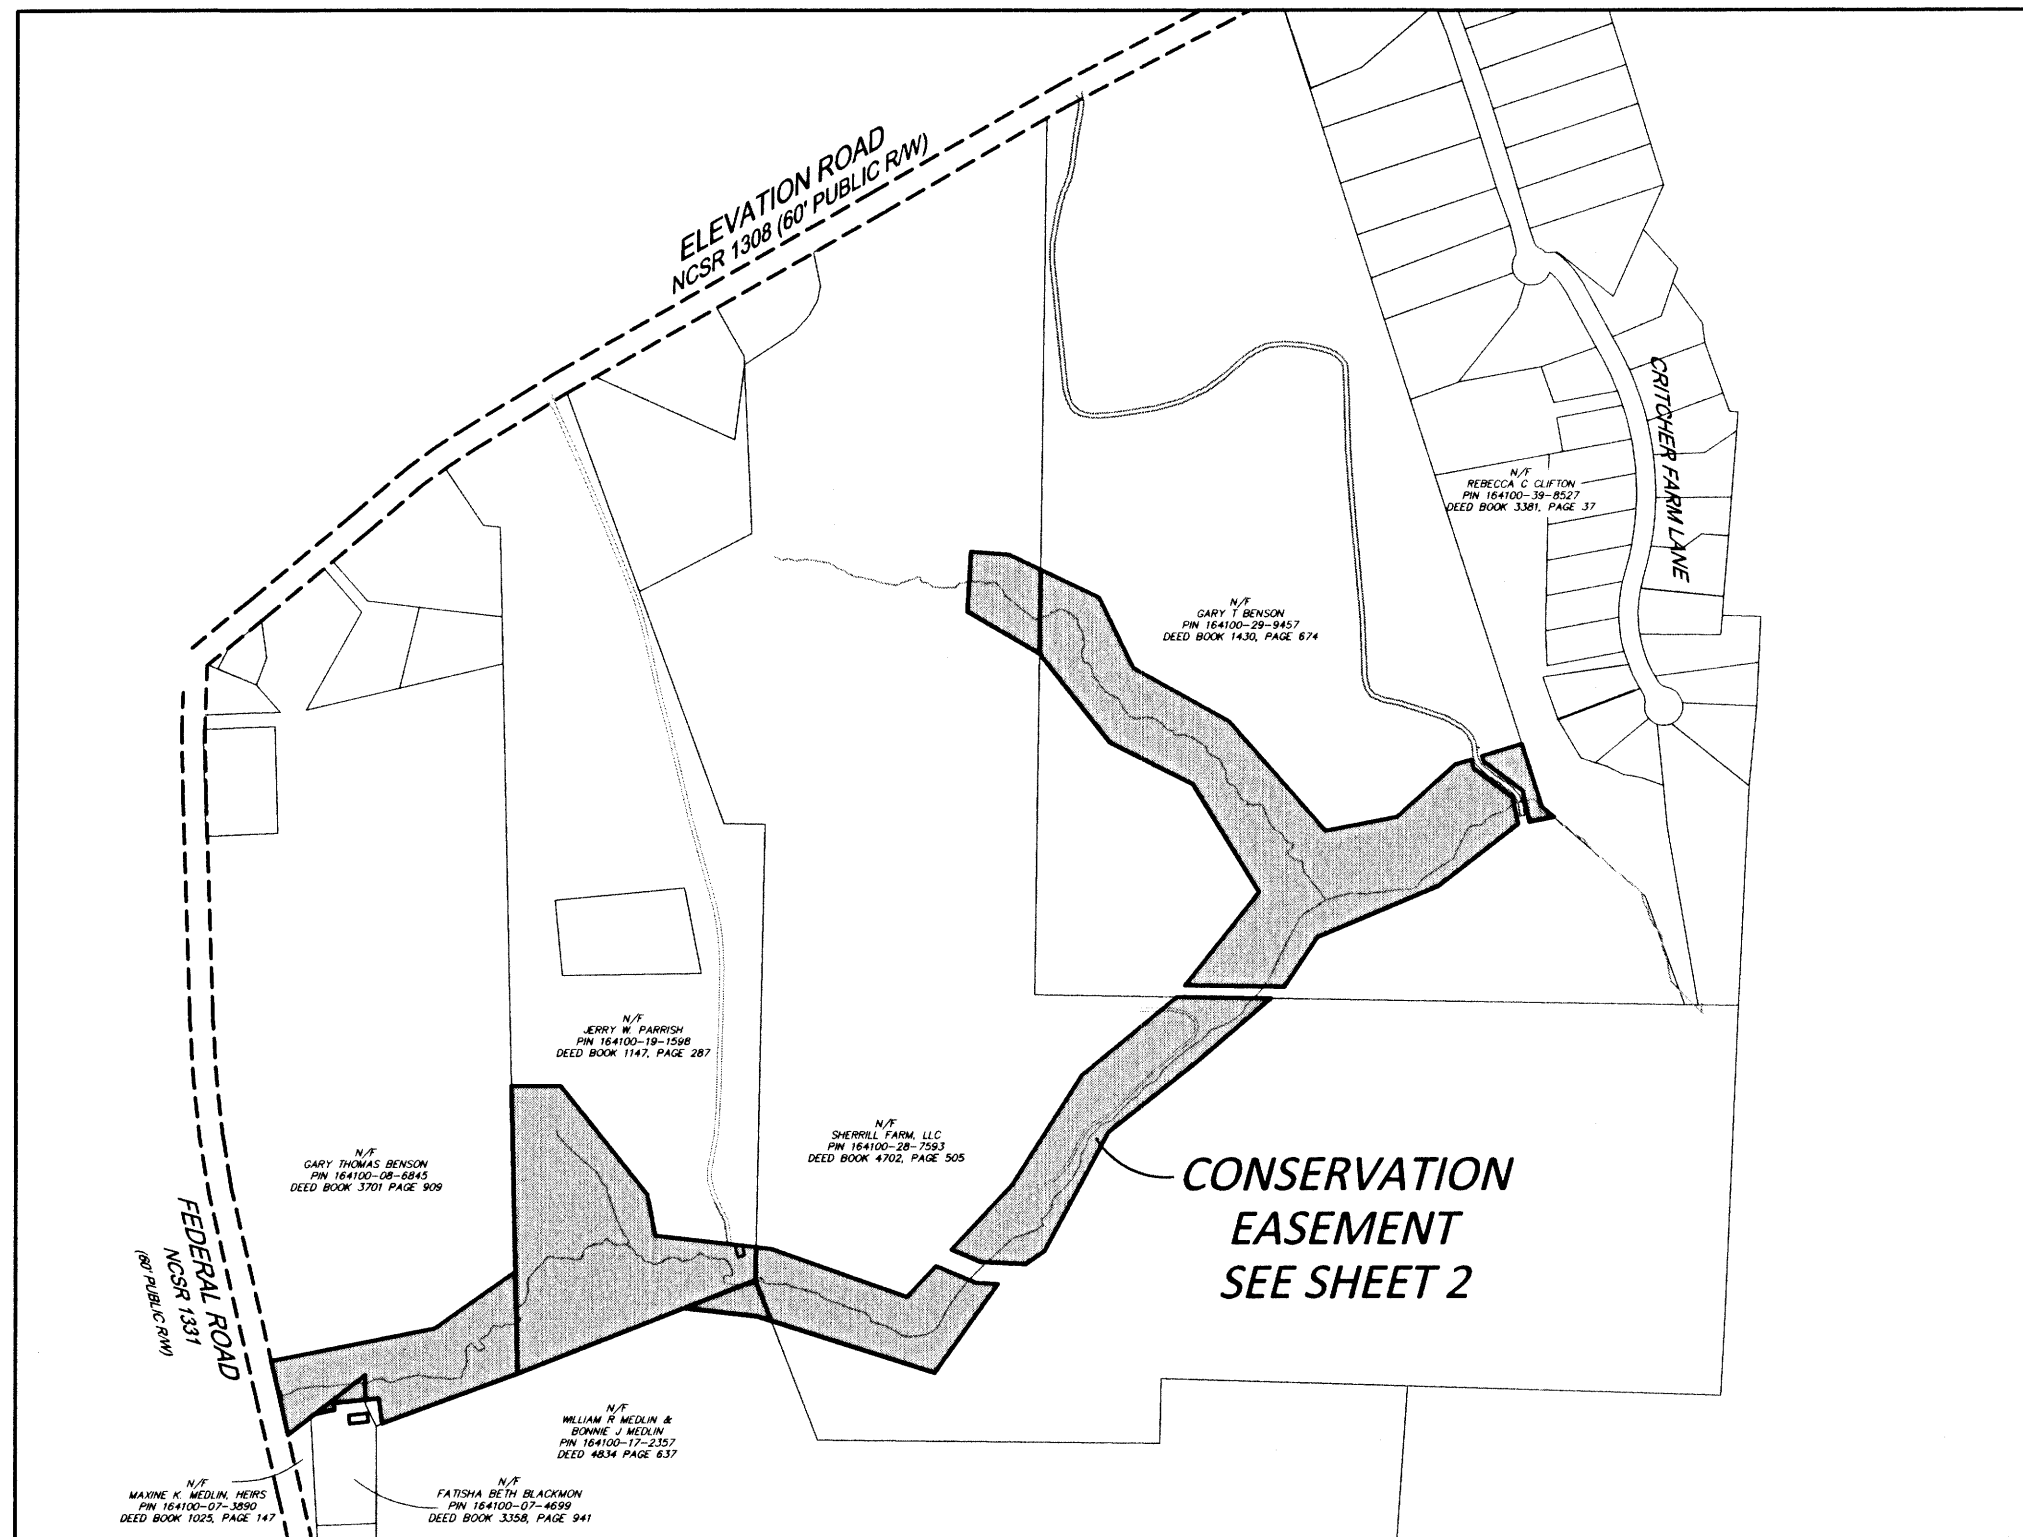 ELEVATION ROAD
NCSR 1308 (60' PUBLIC R/W)
CRITCHER FARM LANE
N/F
REBECCA C CLIFTON
PIN 164100-39-8527
DEED BOOK 3381, PAGE 37
N/F
GARY T BENSON
PIN 164100-29-9457
DEED BOOK 1430, PAGE 674
N/F
JERRY W. PARRISH
PIN 164100-19-1598
DEED BOOK 1147, PAGE 287
N/F
SHERRILL FARM, LLC
PIN 164100-28-7593
DEED BOOK 4702, PAGE 505
N/F
GARY THOMAS BENSON
PIN 164100-08-6845
DEED BOOK 3701 PAGE 909
CONSERVATION
EASEMENT
SEE SHEET 2
FEDERAL ROAD
NCSR 1331
(60' PUBLIC R/W)
N/F
WILLIAM R MEDLIN &
BONNIE J MEDLIN
PIN 164100-17-2357
DEED 4834 PAGE 637
N/F
MAXINE K. MEDLIN, HEIRS
PIN 164100-07-3890
DEED BOOK 1025, PAGE 147
N/F
FATISHA BETH BLACKMON
PIN 164100-07-4699
DEED BOOK 3358, PAGE 941